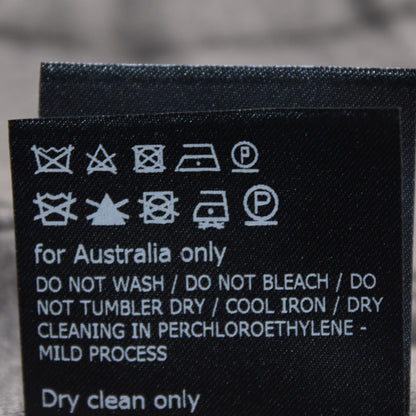 P
P
for Australia only
DO NOT WASH / DO NOT BLEACH / DO
NOT TUMBLER DRY / COOL IRON / DRY
CLEANING IN PERCHLOROETHYLENE -
MILD PROCESS
Dry clean only